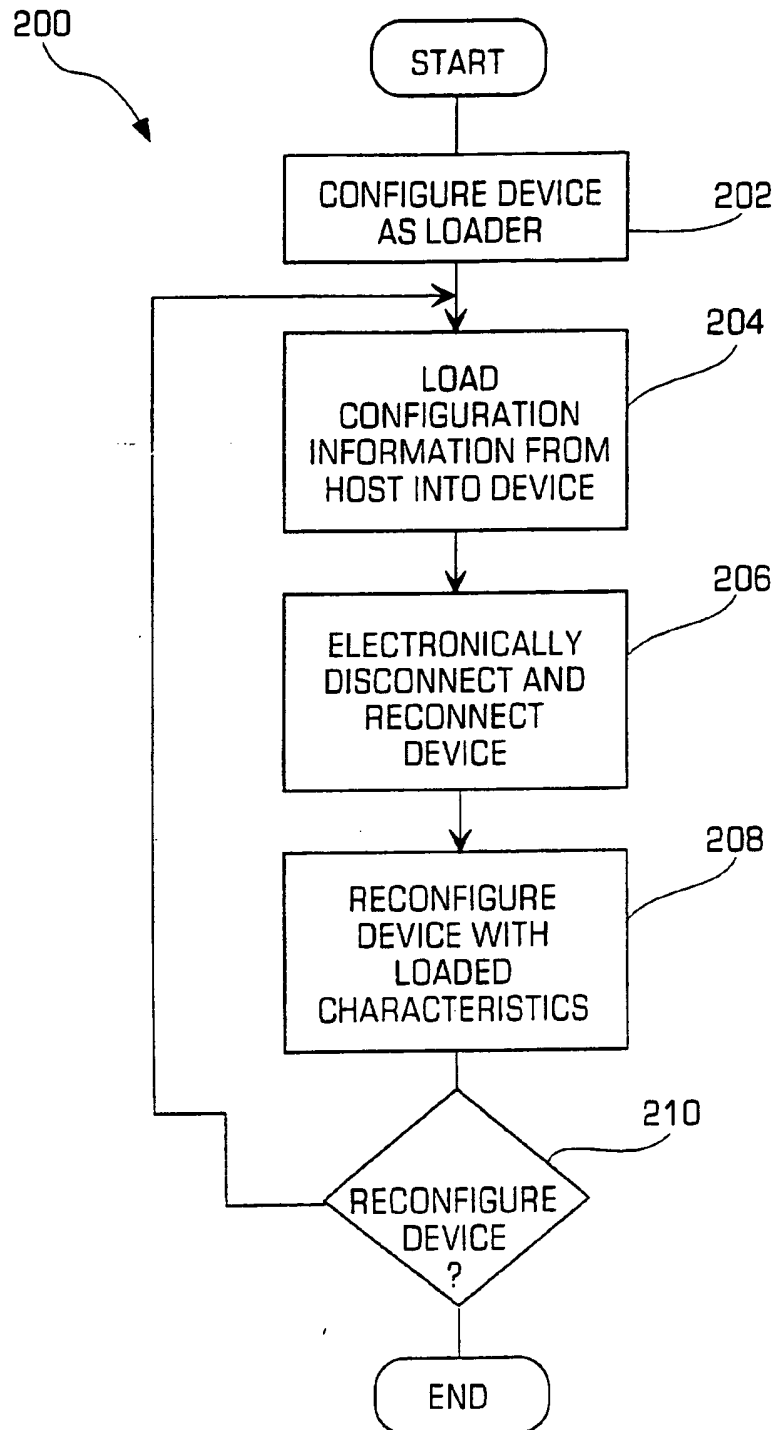 200
START
CONFIGURE DEVICE
AS LOADER
202
204
LOAD
CONFIGURATION
INFORMATION FROM
HOST INTO DEVICE
206
ELECTRONICALLY
DISCONNECT AND
RECONNECT
DEVICE
208
RECONFIGURE
DEVICE WITH
LOADED
CHARACTERISTICS
210
RECONFIGURE
DEVICE
?
END